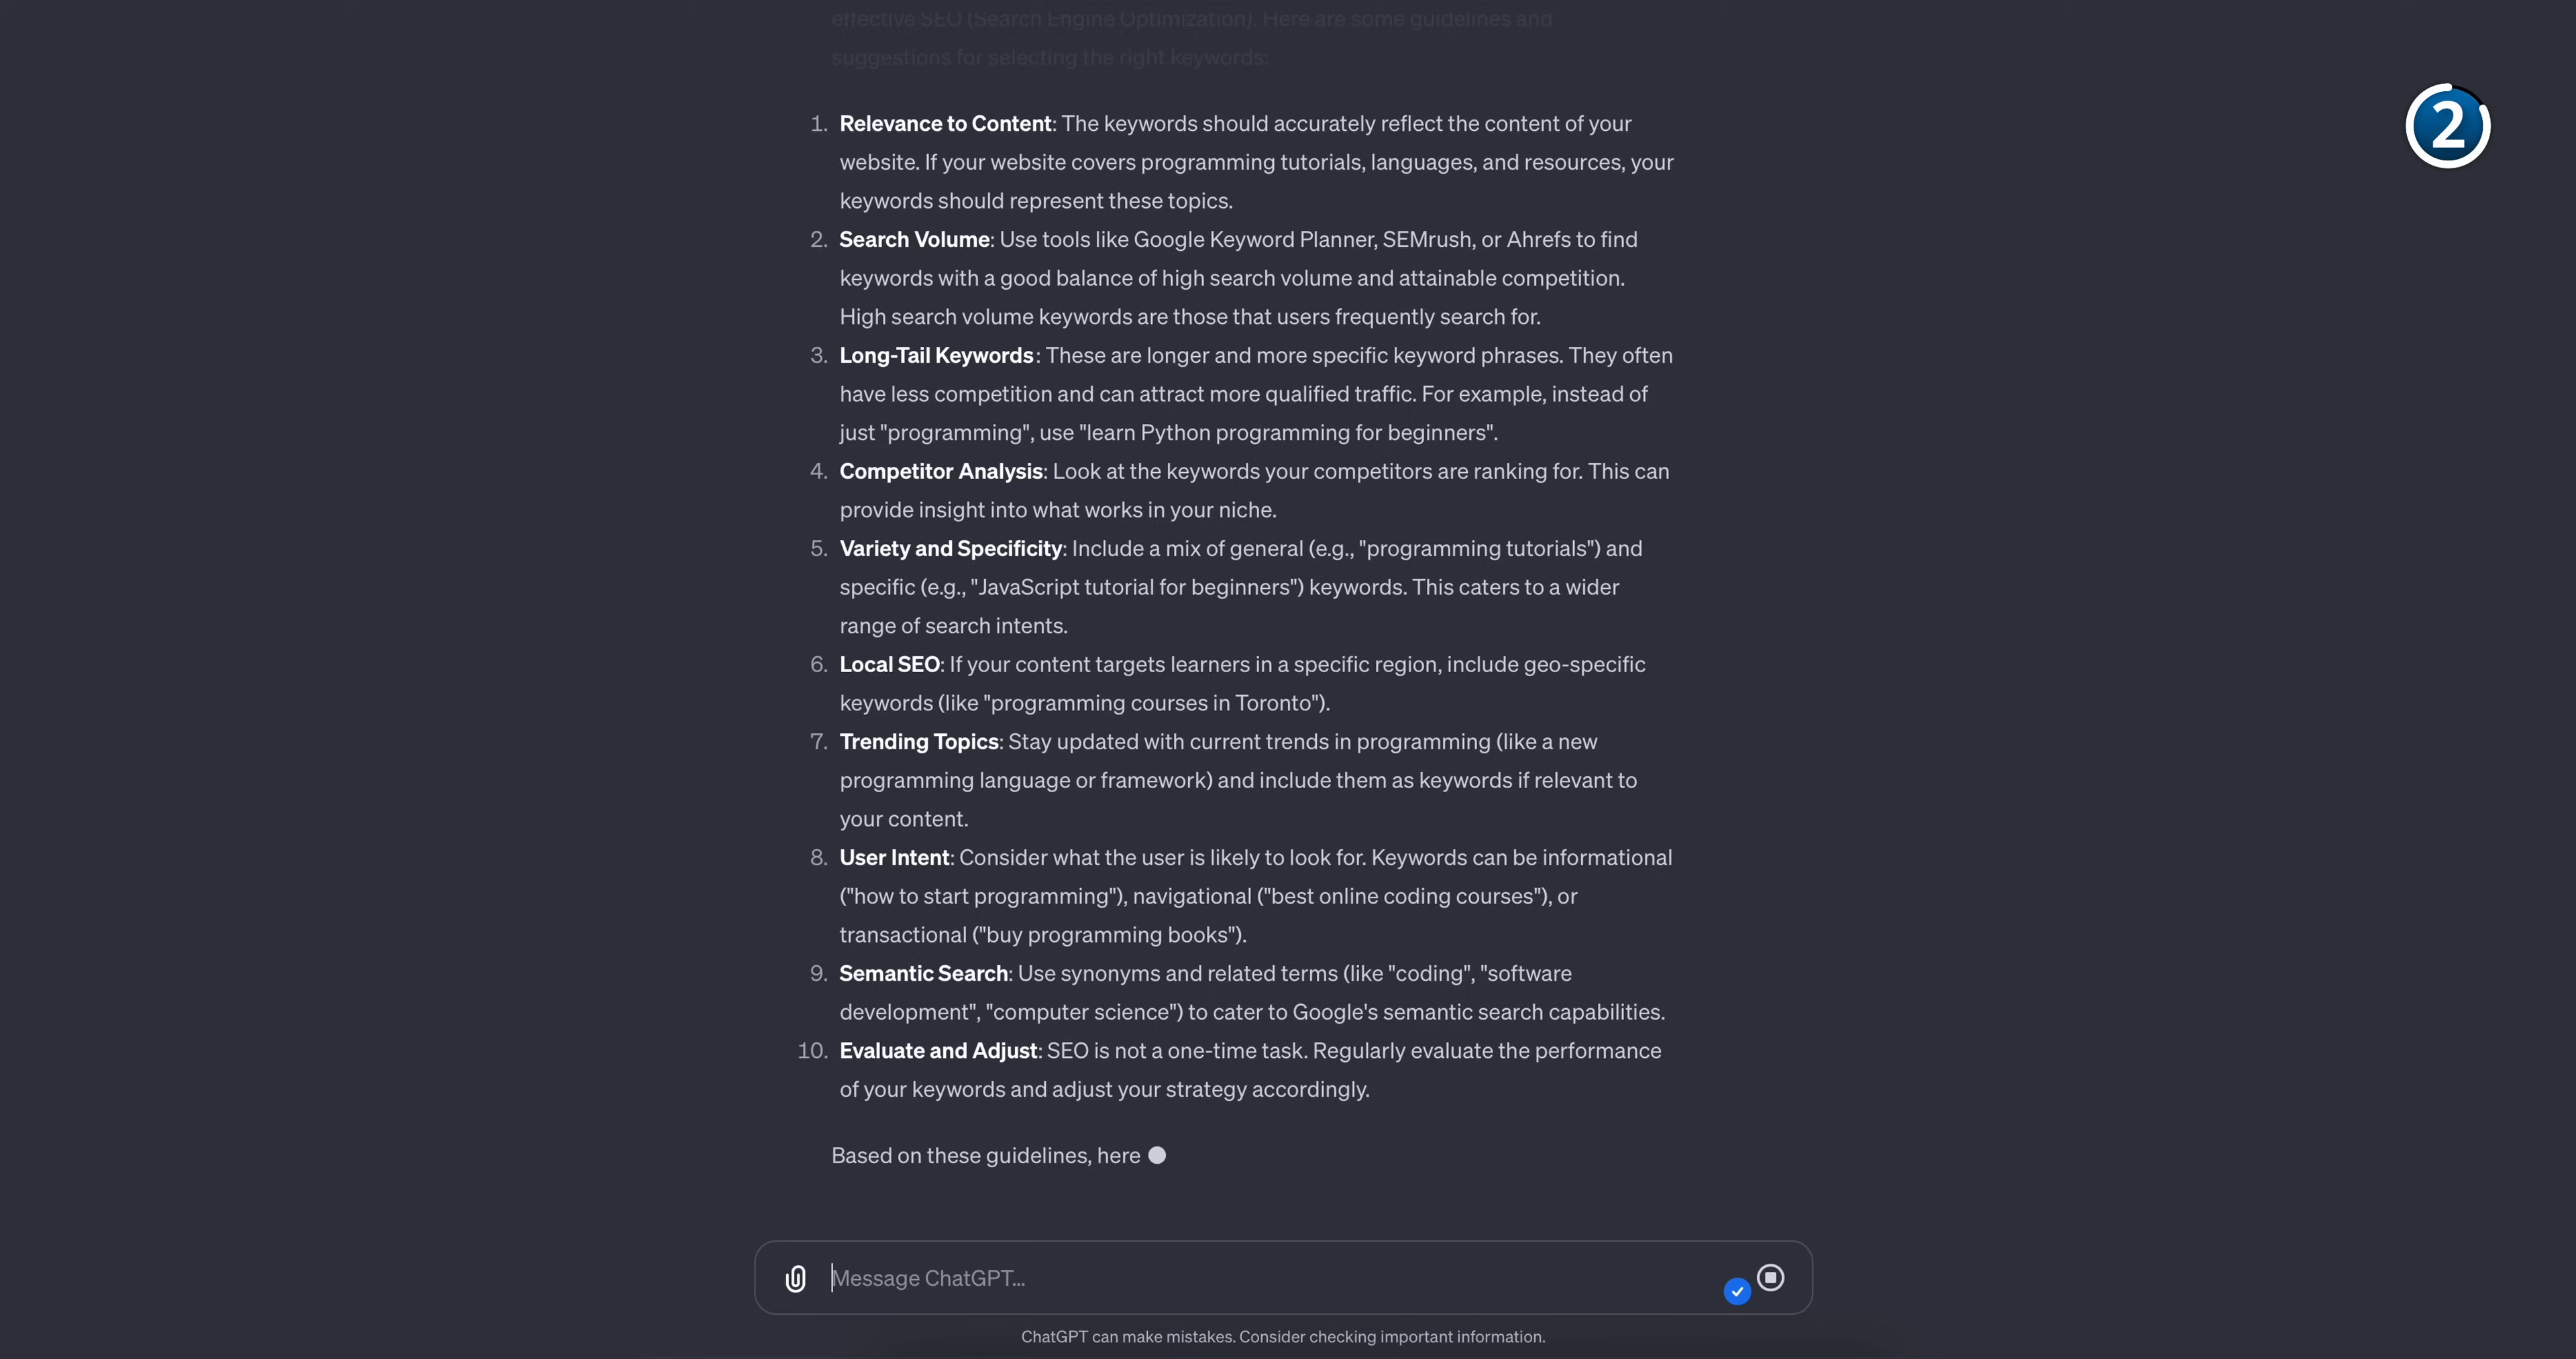 effective SEO (Search Engine Optimization). Here are some guidelines and
suggestions for selecting the right keywords:
2
1. Relevance to Content: The keywords should accurately reflect the content of your
website. If your website covers programming tutorials, languages, and resources, your
keywords should represent these topics.
2. Search Volume: Use tools like Google Keyword Planner, SEMrush, or Ahrefs to find
keywords with a good balance of high search volume and attainable competition.
High search volume keywords are those that users frequently search for.
3. Long-Tail Keywords: These are longer and more specific keyword phrases. They often
have less competition and can attract more qualified traffic. For example, instead of
just "programming", use "learn Python programming for beginners".
4. Competitor Analysis: Look at the keywords your competitors are ranking for. This can
provide insight into what works in your niche.
5. Variety and Specificity: Include a mix of general (e.g., "programming tutorials") and
specific (e.g., "JavaScript tutorial for beginners") keywords. This caters to a wider
range of search intents.
6. Local SEO: If your content targets learners in a specific region, include geo-specific
keywords (like "programming courses in Toronto").
7. Trending Topics: Stay updated with current trends in programming (like a new
programming language or framework) and include them as keywords if relevant to
your content.
8. User Intent: Consider what the user is likely to look for. Keywords can be informational
("how to start programming"), navigational ("best online coding courses"), or
transactional ("buy programming books").
9. Semantic Search: Use synonyms and related terms (like "coding", "software
development", "computer science") to cater to Google's semantic search capabilities.
10. Evaluate and Adjust: SEO is not a one-time task. Regularly evaluate the performance
of your keywords and adjust your strategy accordingly.
Based on these guidelines, here
Message ChatGPT...
ChatGPT can make mistakes. Consider checking important information.